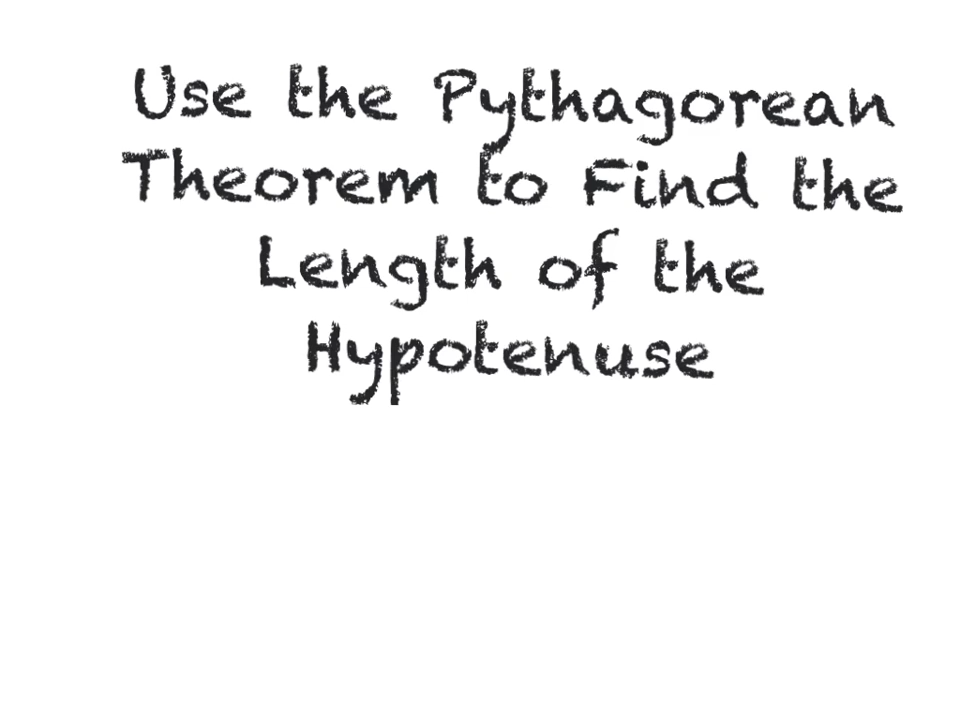 Use the Pythagorean
Theorem to Find the
Length of the
Hypotenuse